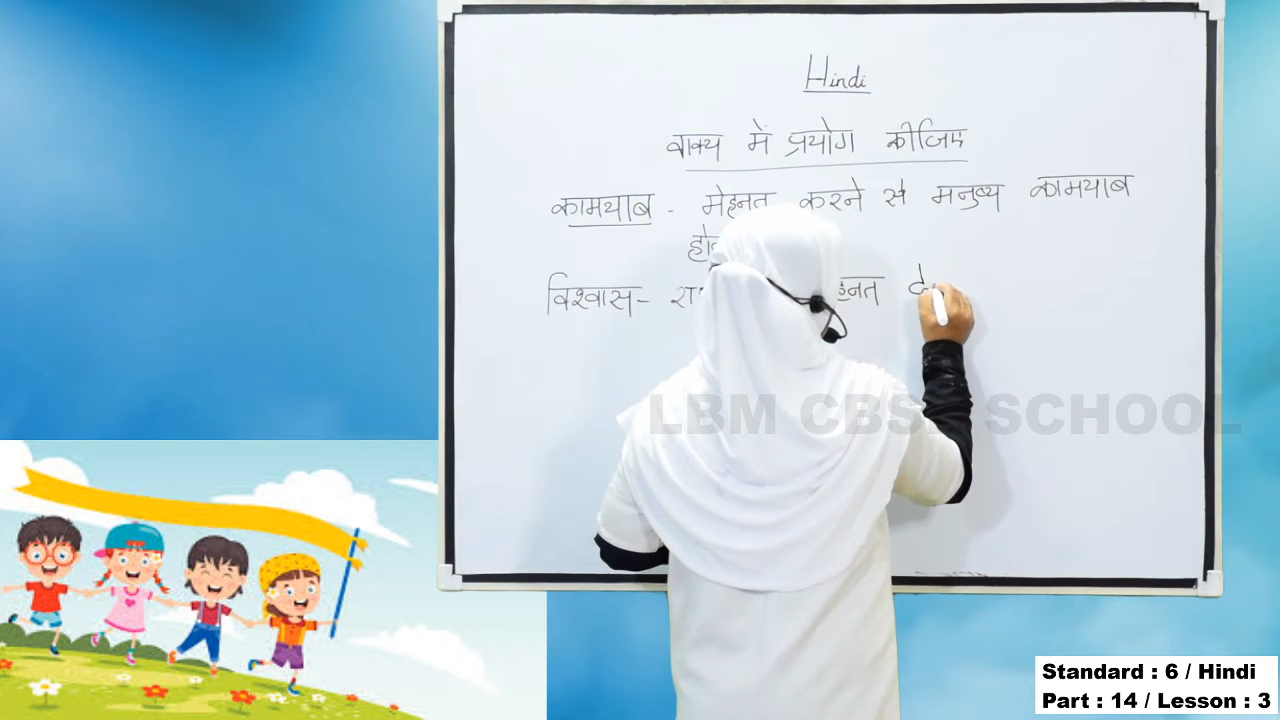 Hindi
वाक्य में प्रयोग कीजिए
कामयाब - मेहनत करने से मनुष्य कामयाब
विश्वास -
LBM CBSE SCHOOL
Standard : 6 / Hindi
Part : 14 / Lesson : 3